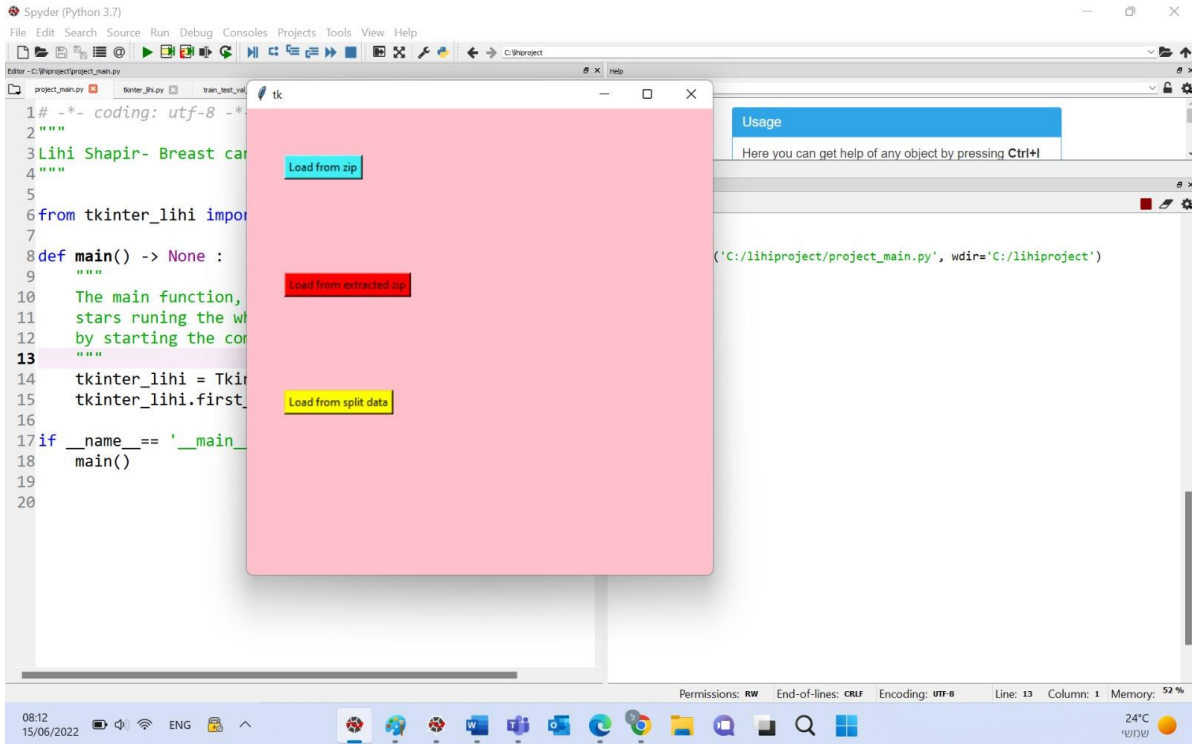 Spyder (Python 3.7)
File Edit Search Source Run Debug Consoles Projects Tools View Help
C:\lihiproject
Editor - C:\lihiproject\project_main.py
Help
project_main.py tkinter_lihi.py train_test_val
1 # -*- coding: utf-8 -*-
2 """
3 Lihi Shapir- Breast can
4 """
5
6 from tkinter_lihi impor
7
8 def main() -> None :
9 """
10 The main function,
11 stars runing the wh
12 by starting the con
13 """
14 tkinter_lihi = Tkin
15 tkinter_lihi.first_
16
17 if __name__== '__main__
18 main()
19
20
tk
Load from zip
Load from extracted zip
Load from split data
Usage
Here you can get help of any object by pressing Ctrl+I
('C:/lihiproject/project_main.py', wdir='C:/lihiproject')
Permissions: RW End-of-lines: CRLF Encoding: UTF-8 Line: 13 Column: 1 Memory: 52 %
08:12
15/06/2022
ENG
24°C
שמשי